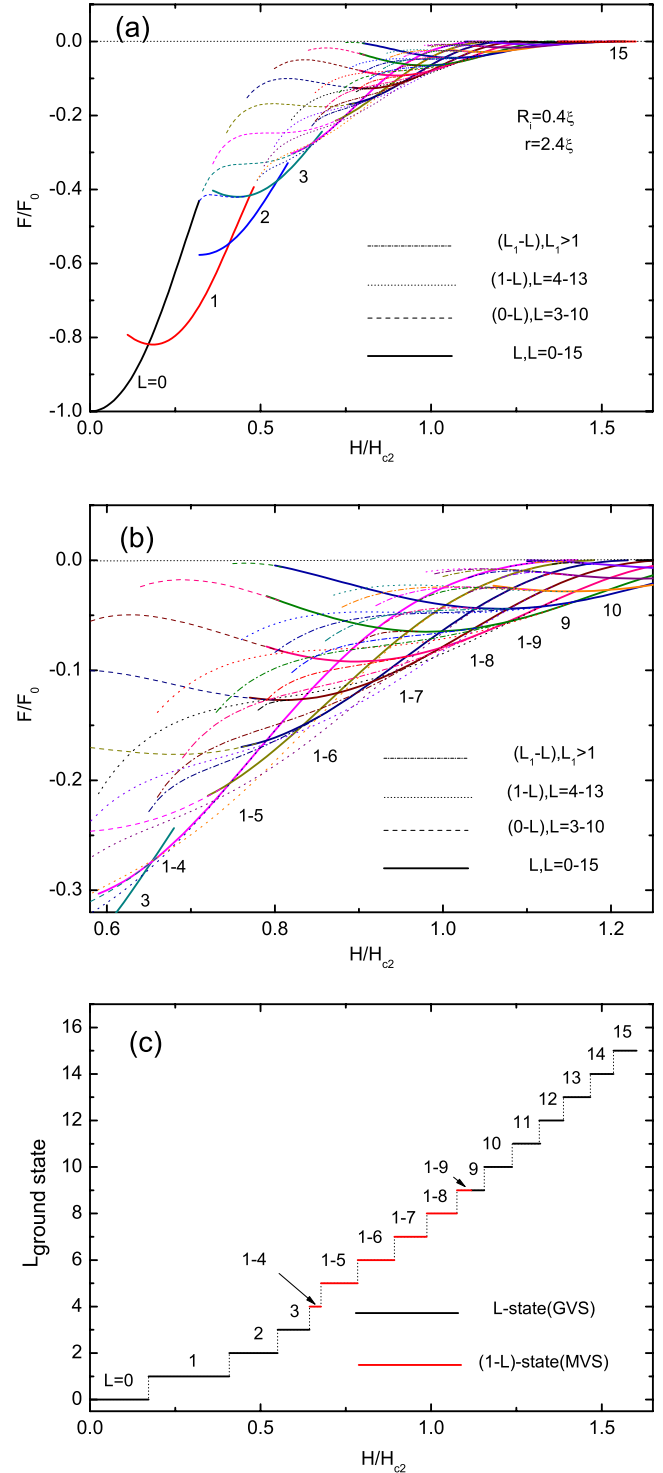 (a)
0.0
-0.2
-0.4
-0.6
-0.8
-1.0
F/F0
15
Ri=0.4ξ
r=2.4ξ
3
2
1
L=0
(L1-L),L1>1
(1-L),L=4-13
(0-L),L=3-10
L,L=0-15
0.0 0.5 1.0 1.5
H/Hc2
(b)
0.0
-0.1
-0.2
-0.3
F/F0
10
9
1-9
1-8
1-7
1-6
1-5
1-4
3
(L1-L),L1>1
(1-L),L=4-13
(0-L),L=3-10
L,L=0-15
0.6 0.8 1.0 1.2
H/Hc2
(c)
16
14
12
10
8
6
4
2
0
Lground state
15
14
13
12
11
10
9
1-9
1-8
1-7
1-6
1-5
1-4
3
2
1
L=0
L-state(GVS)
(1-L)-state(MVS)
0.0 0.5 1.0 1.5
H/Hc2